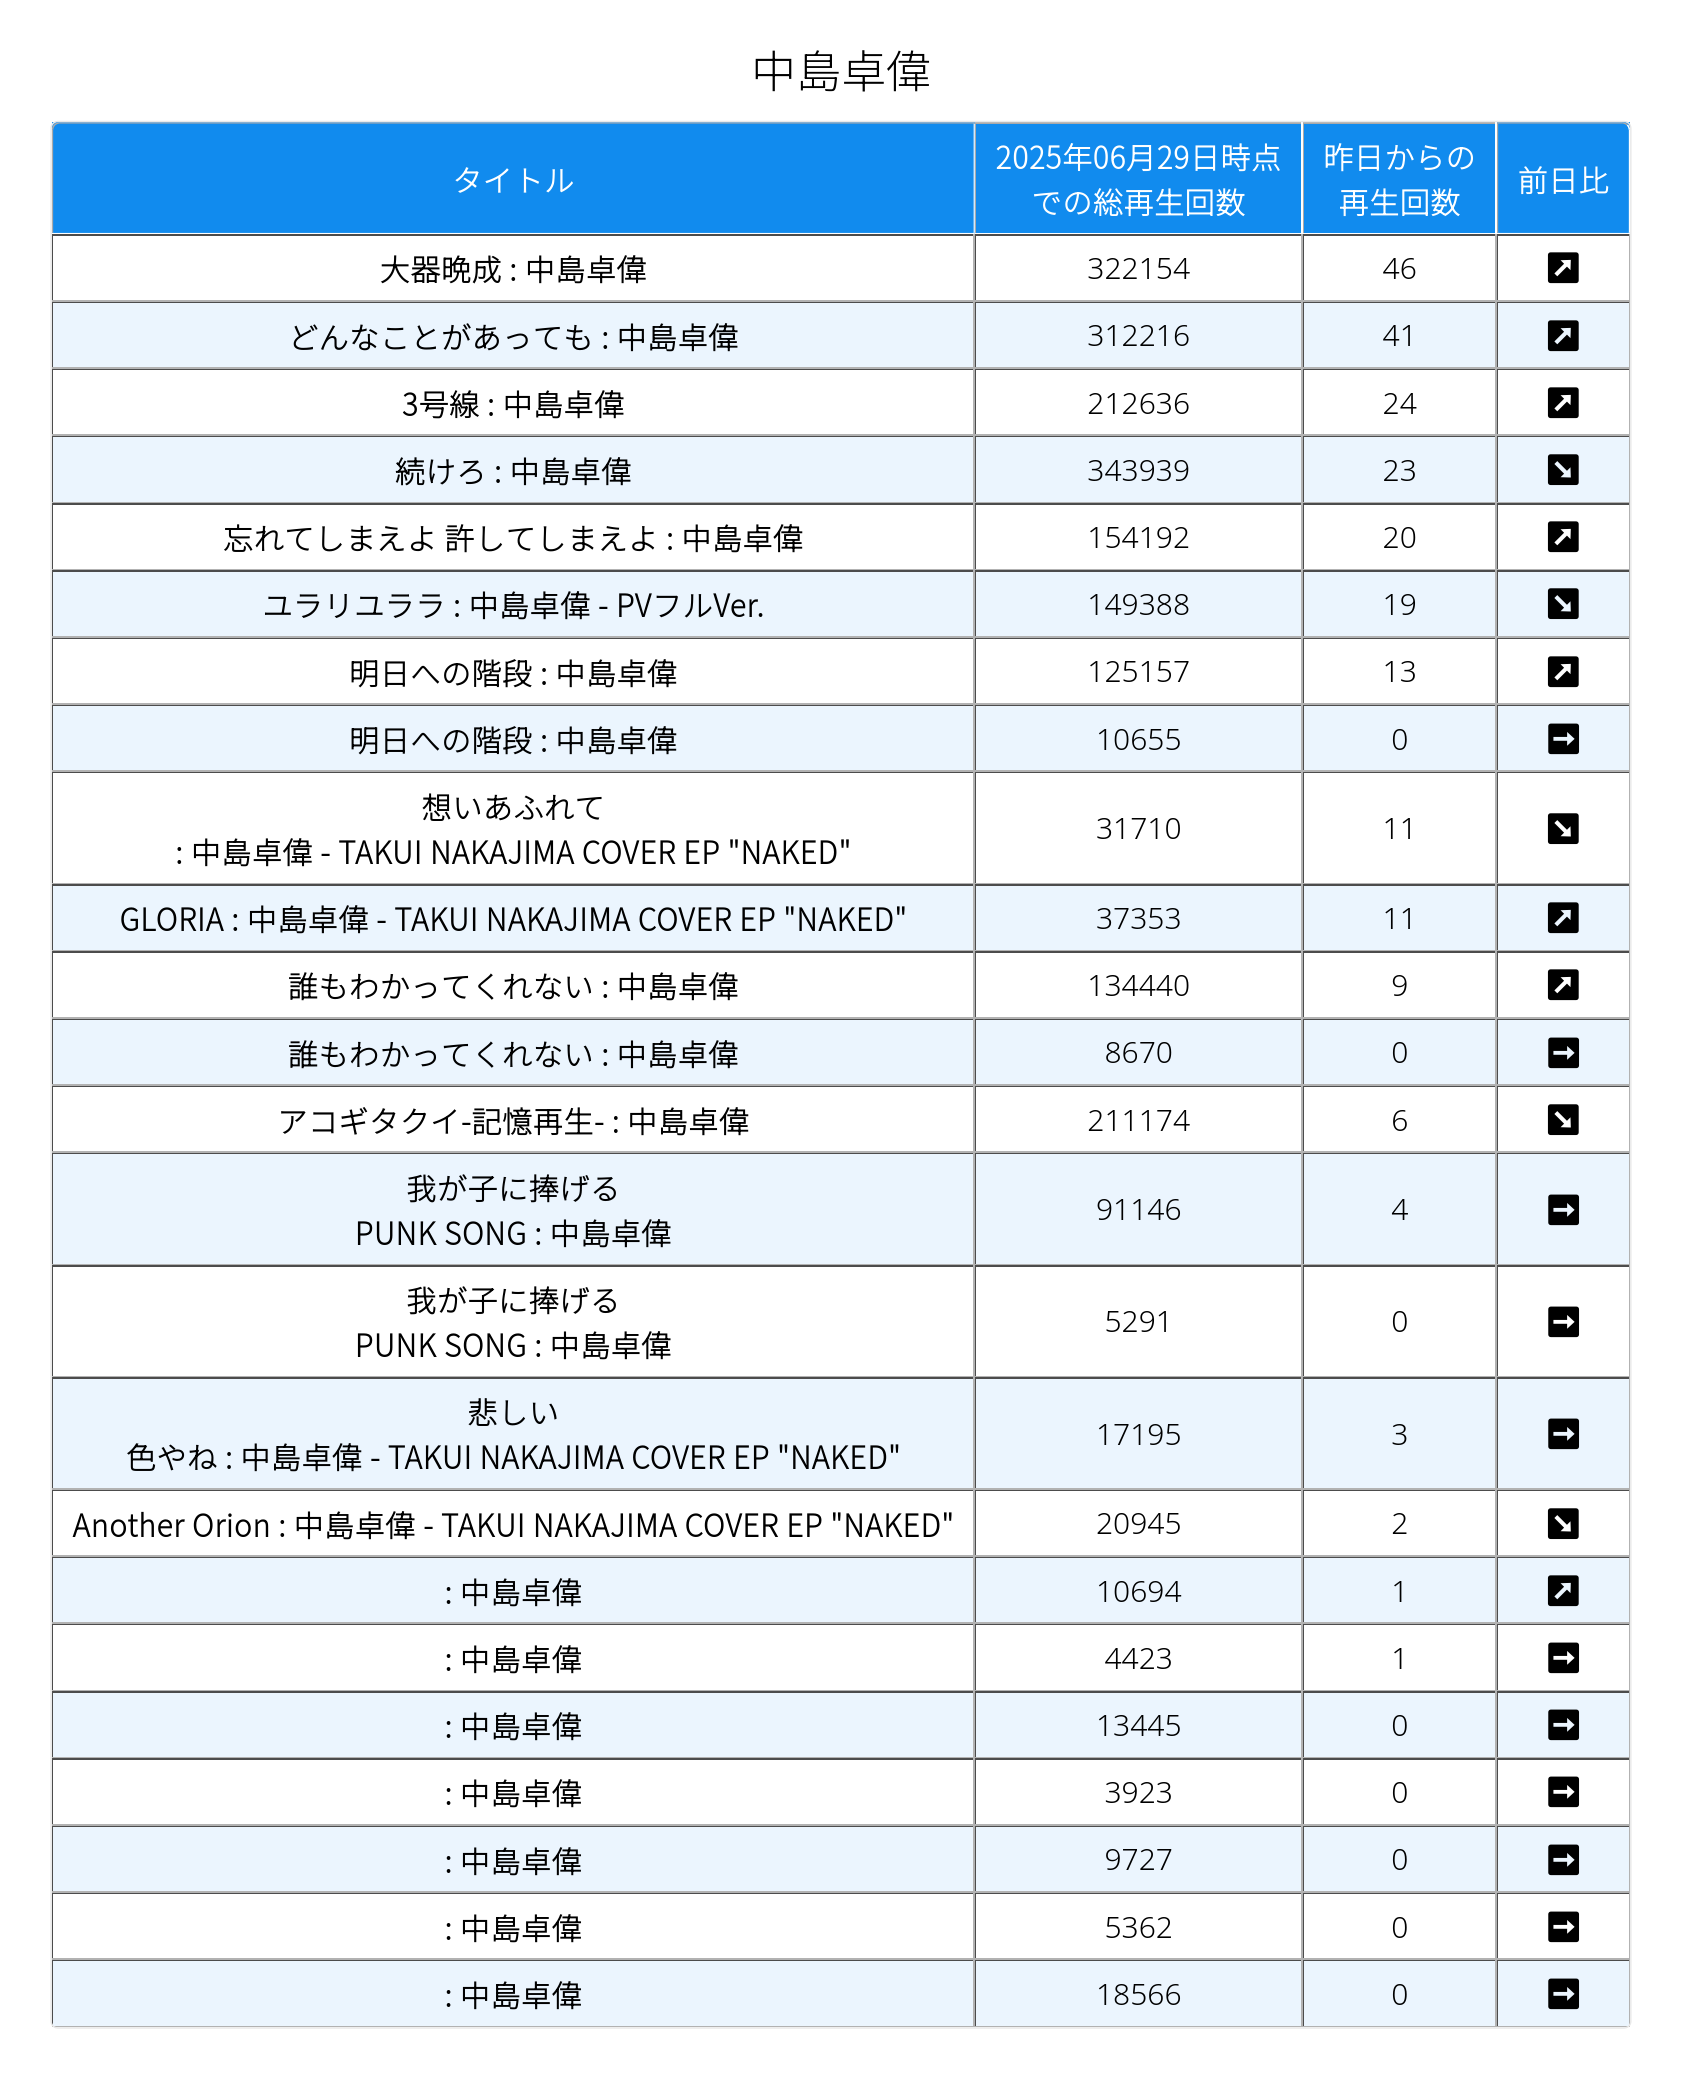 中島卓偉
タイトル
2025年06月29日時点
での総再生回数
昨日からの
再生回数
前日比
大器晩成 : 中島卓偉 322154 46
どんなことがあっても : 中島卓偉 312216 41
3号線 : 中島卓偉 212636 24
続けろ : 中島卓偉 343939 23
忘れてしまえよ 許してしまえよ : 中島卓偉 154192 20
ユラリユララ : 中島卓偉 - PVフルVer. 149388 19
明日への階段 : 中島卓偉 125157 13
明日への階段 : 中島卓偉 10655 0
想いあふれて
: 中島卓偉 - TAKUI NAKAJIMA COVER EP "NAKED" 31710 11
GLORIA : 中島卓偉 - TAKUI NAKAJIMA COVER EP "NAKED" 37353 11
誰もわかってくれない : 中島卓偉 134440 9
誰もわかってくれない : 中島卓偉 8670 0
アコギタクイ-記憶再生- : 中島卓偉 211174 6
我が子に捧げる
PUNK SONG : 中島卓偉 91146 4
我が子に捧げる
PUNK SONG : 中島卓偉 5291 0
悲しい
色やね : 中島卓偉 - TAKUI NAKAJIMA COVER EP "NAKED" 17195 3
Another Orion : 中島卓偉 - TAKUI NAKAJIMA COVER EP "NAKED" 20945 2
: 中島卓偉 10694 1
: 中島卓偉 4423 1
: 中島卓偉 13445 0
: 中島卓偉 3923 0
: 中島卓偉 9727 0
: 中島卓偉 5362 0
: 中島卓偉 18566 0